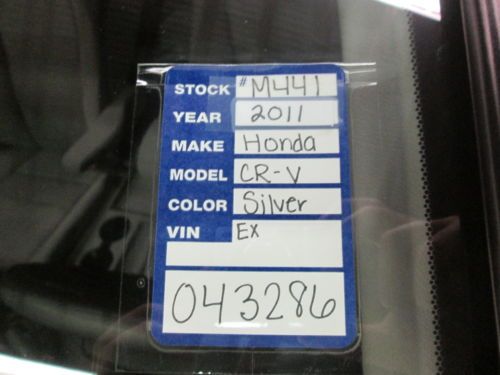 STOCK #M441
YEAR 2011
MAKE Honda
MODEL CR-V
COLOR Silver
VIN EX
043286